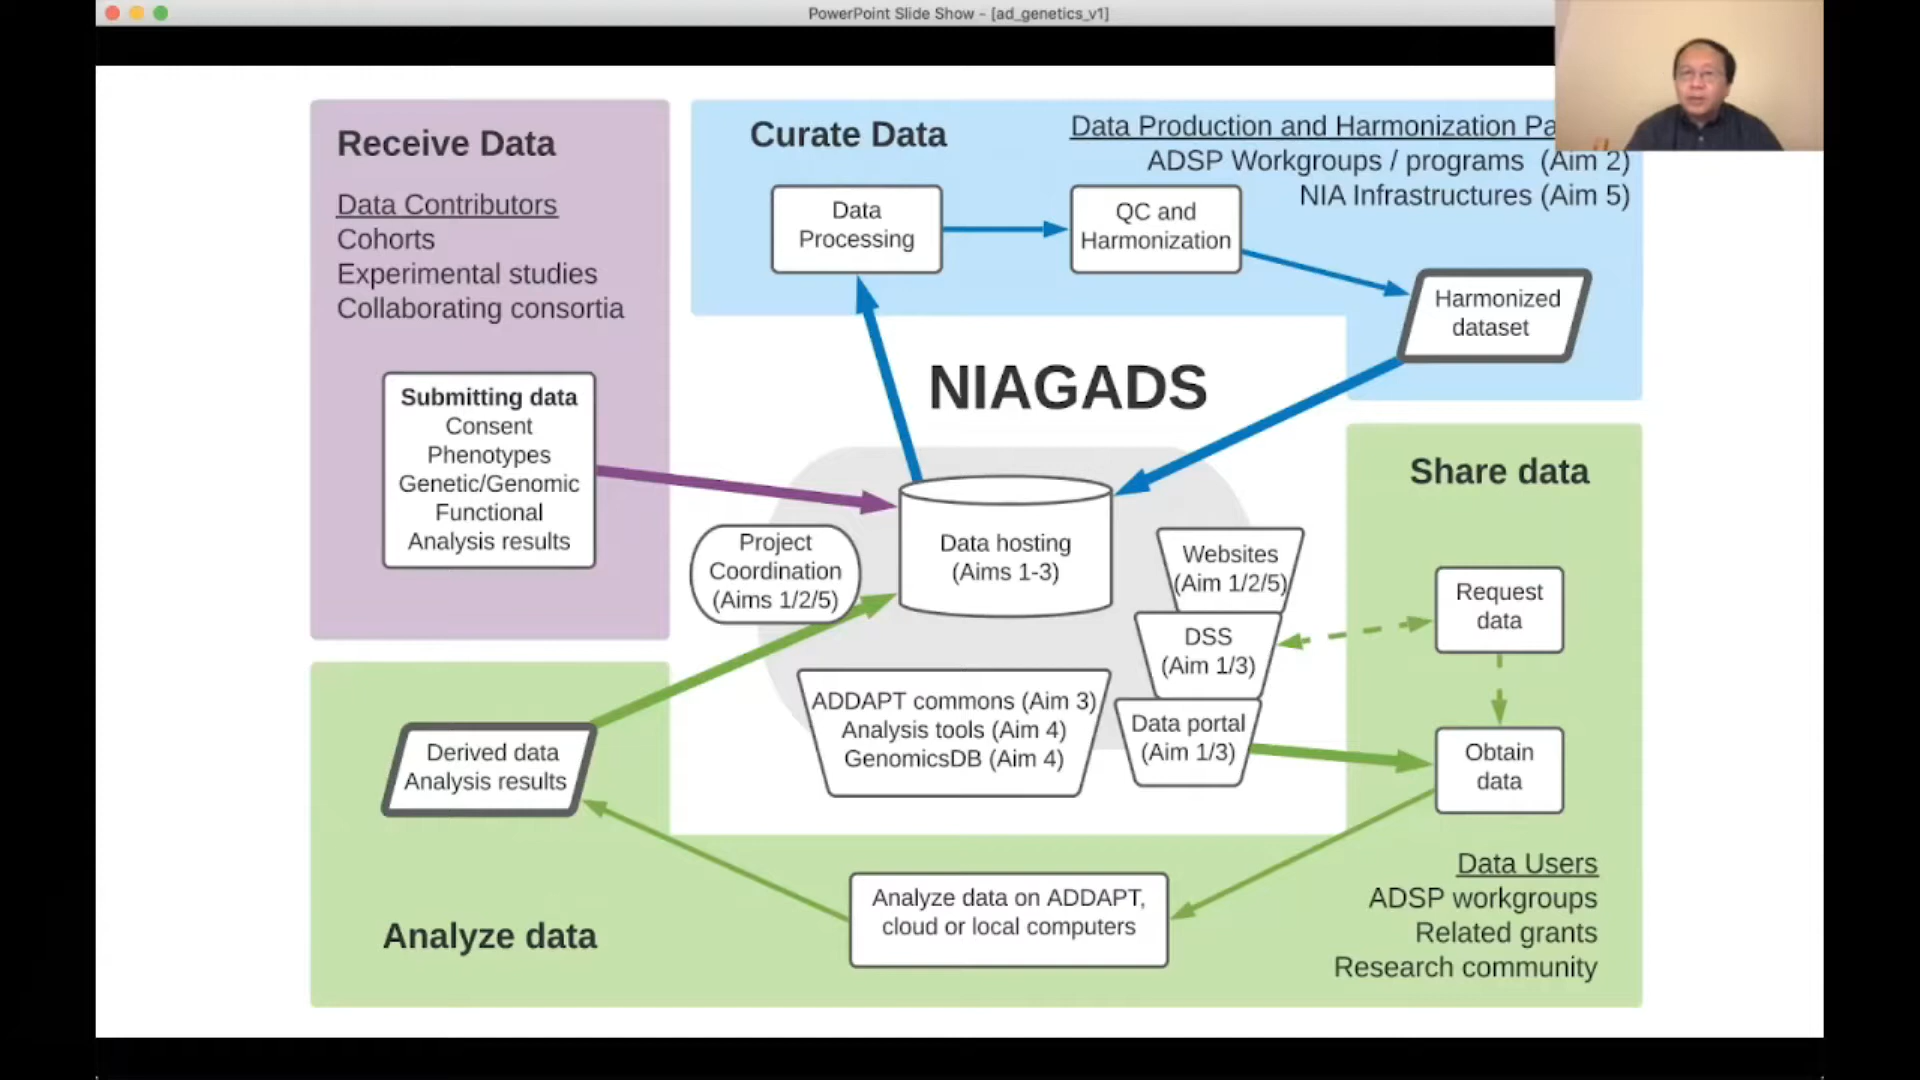 PowerPoint Slide Show - [ad_genetics_v1]
Receive Data
Data Contributors
Cohorts
Experimental studies
Collaborating consortia
Submitting data
Consent
Phenotypes
Genetic/Genomic
Functional
Analysis results
Curate Data
Data Production and Harmonization
ADSP Workgroups / programs (Aim 2)
NIA Infrastructures (Aim 5)
Data
Processing
QC and
Harmonization
Harmonized
dataset
NIAGADS
Project
Coordination
(Aims 1/2/5)
Data hosting
(Aims 1-3)
Websites
(Aim 1/2/5)
DSS
(Aim 1/3)
Data portal
(Aim 1/3)
ADDAPT commons (Aim 3)
Analysis tools (Aim 4)
GenomicsDB (Aim 4)
Share data
Request
data
Obtain
data
Data Users
ADSP workgroups
Related grants
Research community
Derived data
Analysis results
Analyze data on ADDAPT,
cloud or local computers
Analyze data